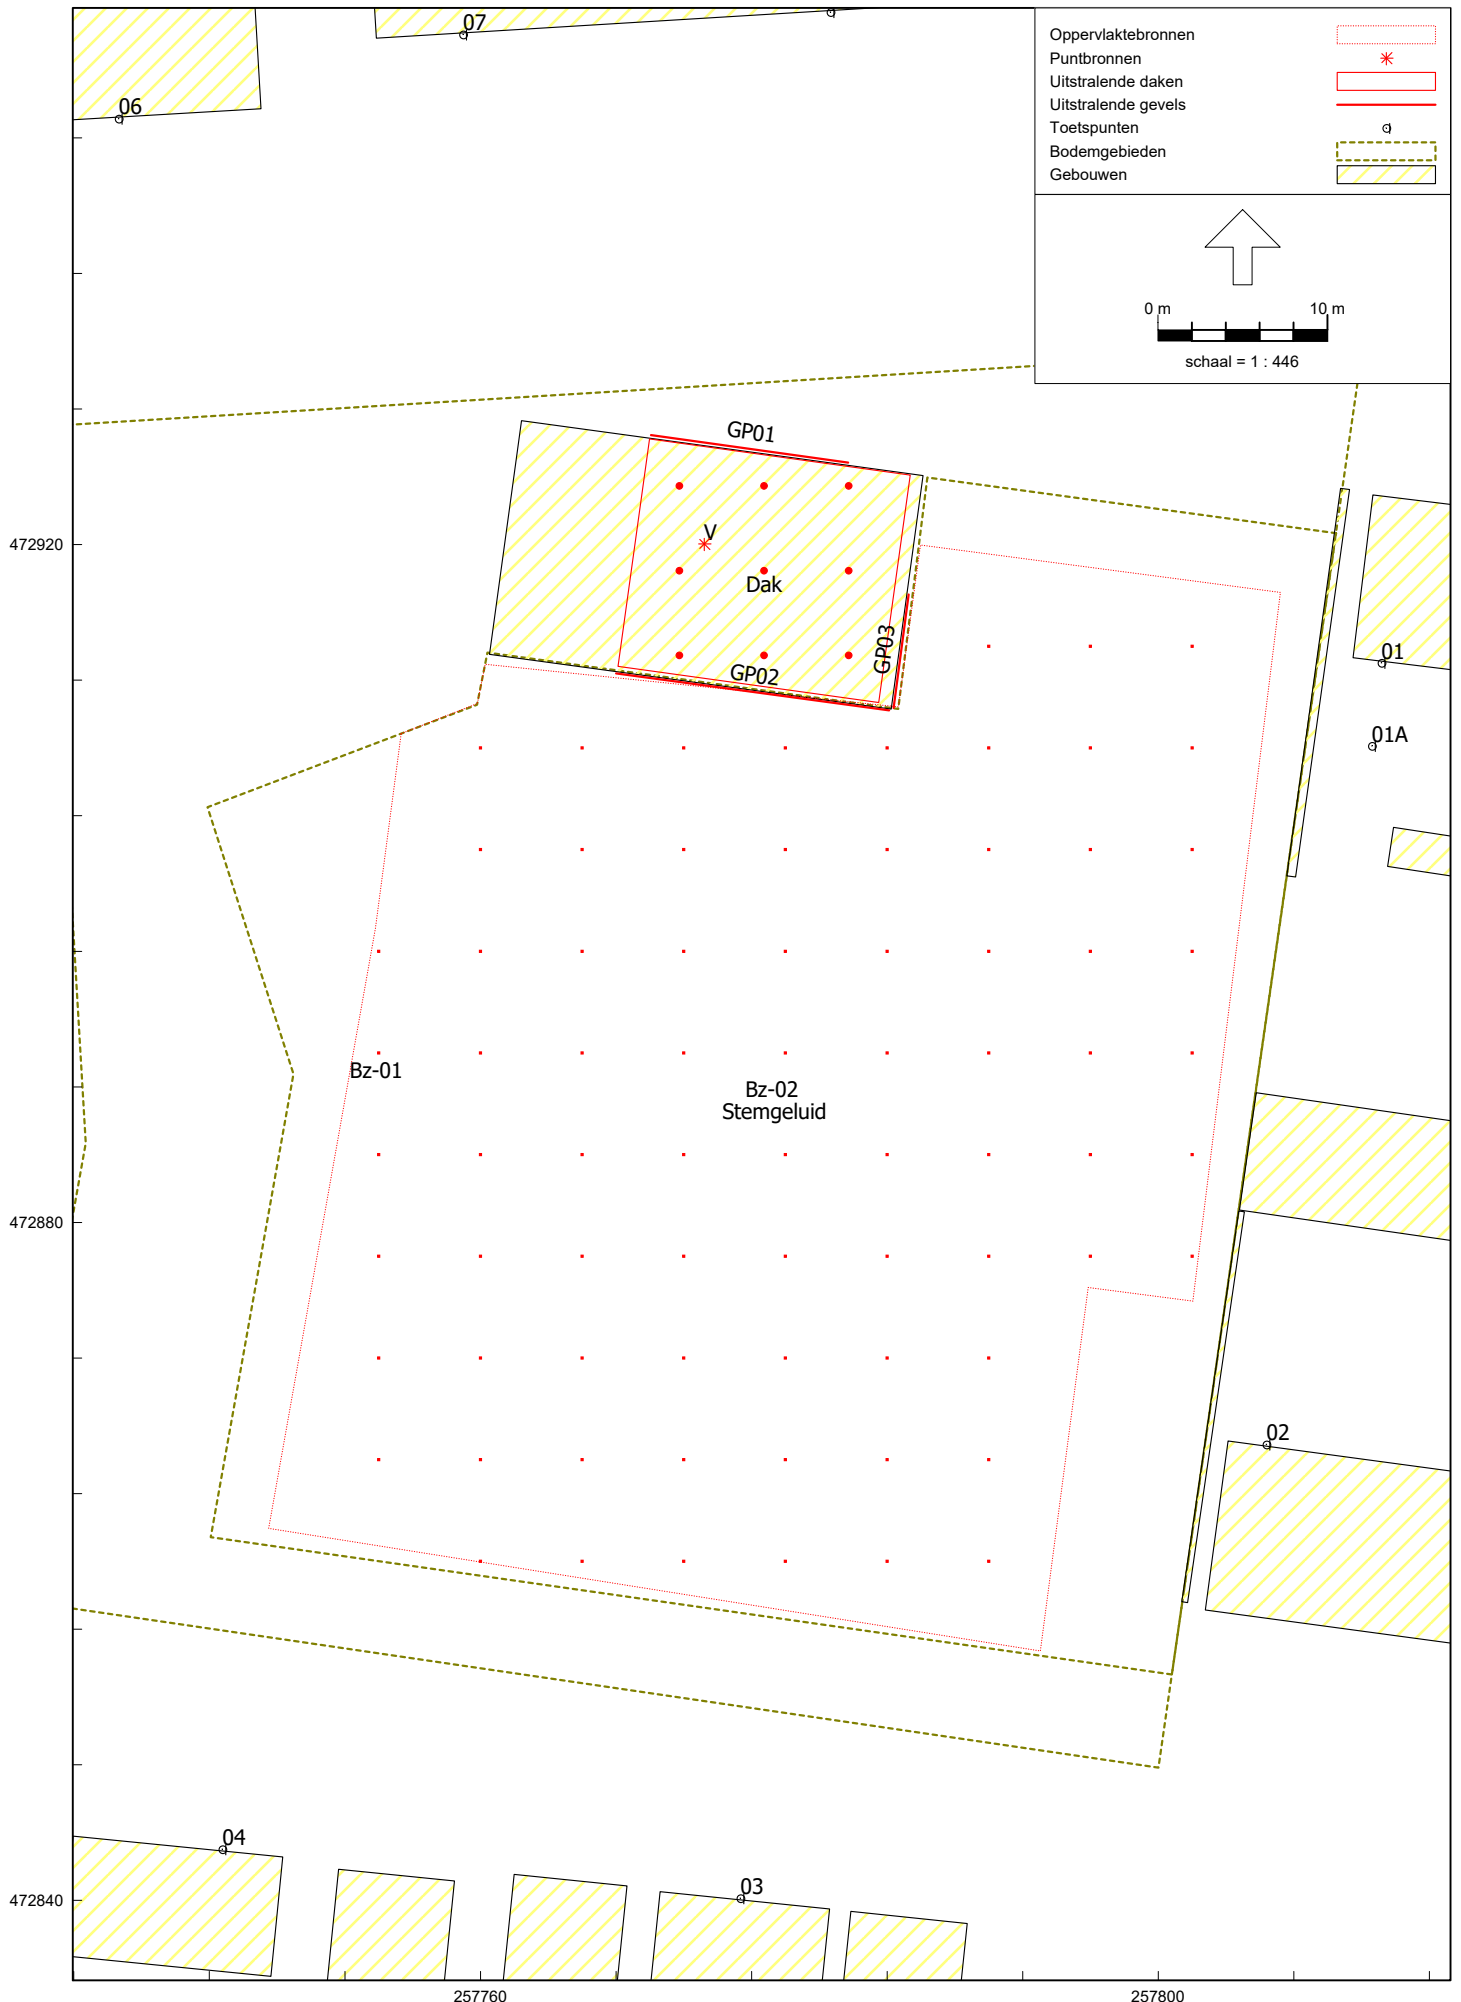 07
06
Oppervlaktebronnen
Puntbronnen
Uitstralende daken
Uitstralende gevels
Toetspunten
Bodemgebieden
Gebouwen
0 m 10 m
schaal = 1 : 446
GP01
V
472920
Dak
GP03
01
GP02
01A
Bz-01
Bz-02
Stemgeluid
472880
02
04
03
472840
257760
257800